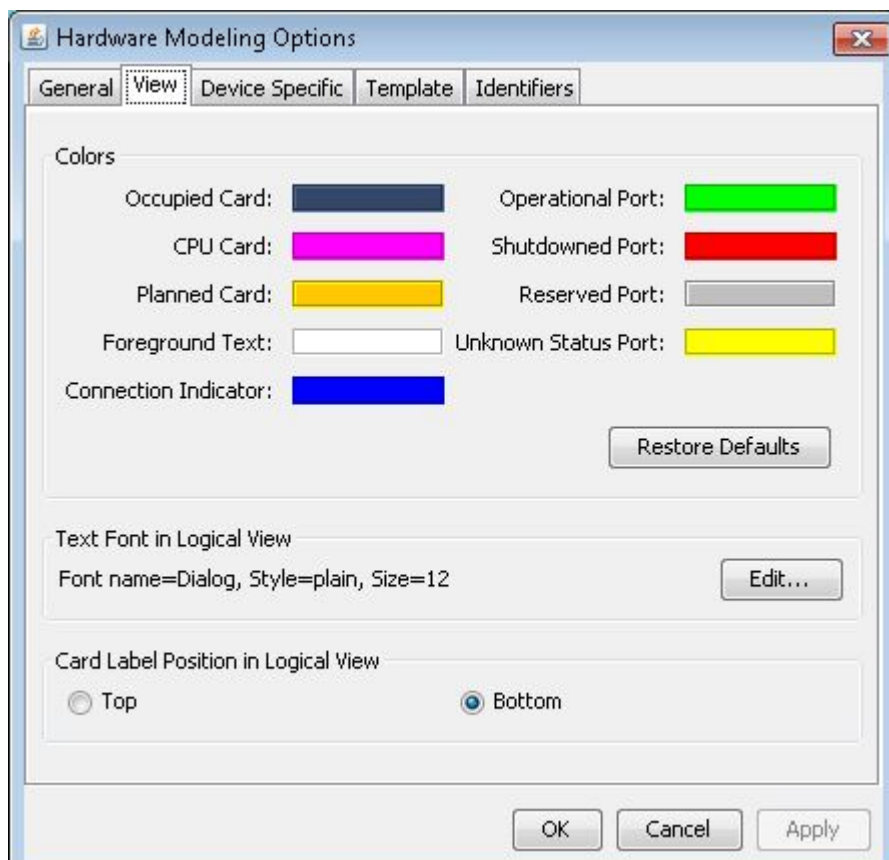 Hardware Modeling Options
General View Device Specific Template Identifiers
Colors
Occupied Card: Operational Port:
CPU Card: Shutdowned Port:
Planned Card: Reserved Port:
Foreground Text: Unknown Status Port:
Connection Indicator:
Restore Defaults
Text Font in Logical View
Font name=Dialog, Style=plain, Size=12 Edit...
Card Label Position in Logical View
Top Bottom
OK Cancel Apply